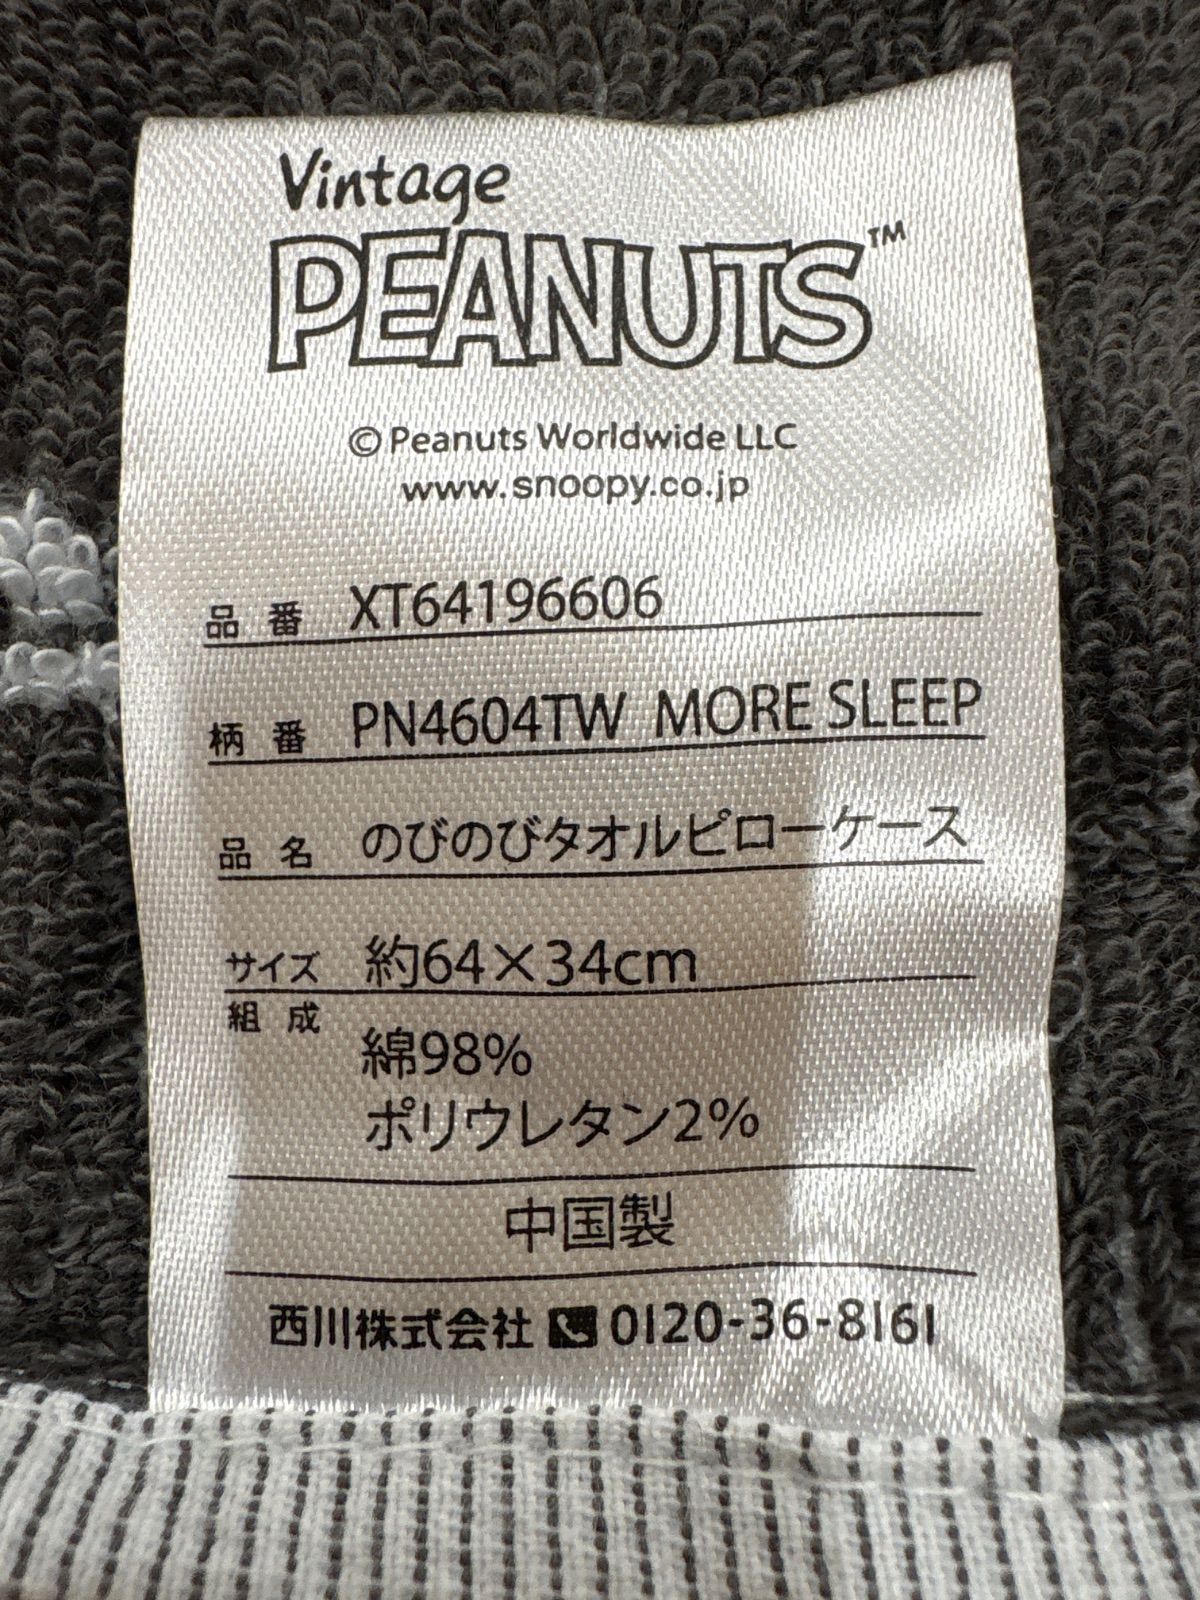 Vintage
PEANUTS™
© Peanuts Worldwide LLC
www.snoopy.co.jp
品番 XT64196606
柄番 PN4604TW MORE SLEEP
品名 のびのびタオルピローケース
サイズ 約64×34cm
組成
綿98%
ポリウレタン2%
中国製
西川株式会社 0120-36-8161